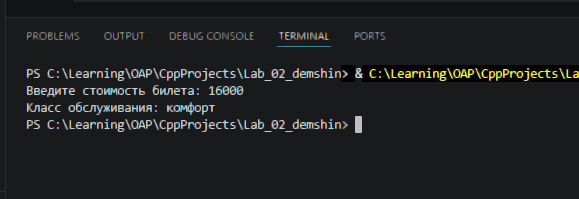 PROBLEMS OUTPUT DEBUG CONSOLE TERMINAL PORTS
PS C:\Learning\OAP\CppProjects\Lab_02_demshin> & C:\Learning\OAP\CppProjects\La
Введите стоимость билета: 16000
Класс обслуживания: комфорт
PS C:\Learning\OAP\CppProjects\Lab_02_demshin>